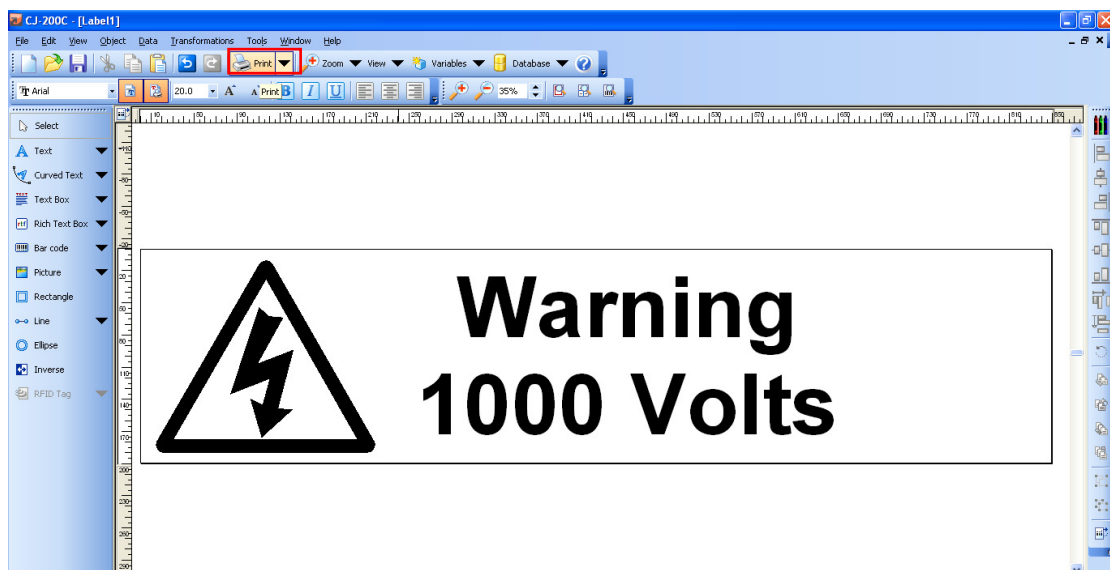 CJ-200C - [Label1]
File Edit View Object Data Transformations Tools Window Help
Print Zoom View Variables Database
Arial 20.0 A A Print B I U 35%
Select
Text
Curved Text
Text Box
rtf Rich Text Box
Bar code
Picture
Rectangle
Line
Ellipse
Inverse
RFID Tag
Warning
1000 Volts